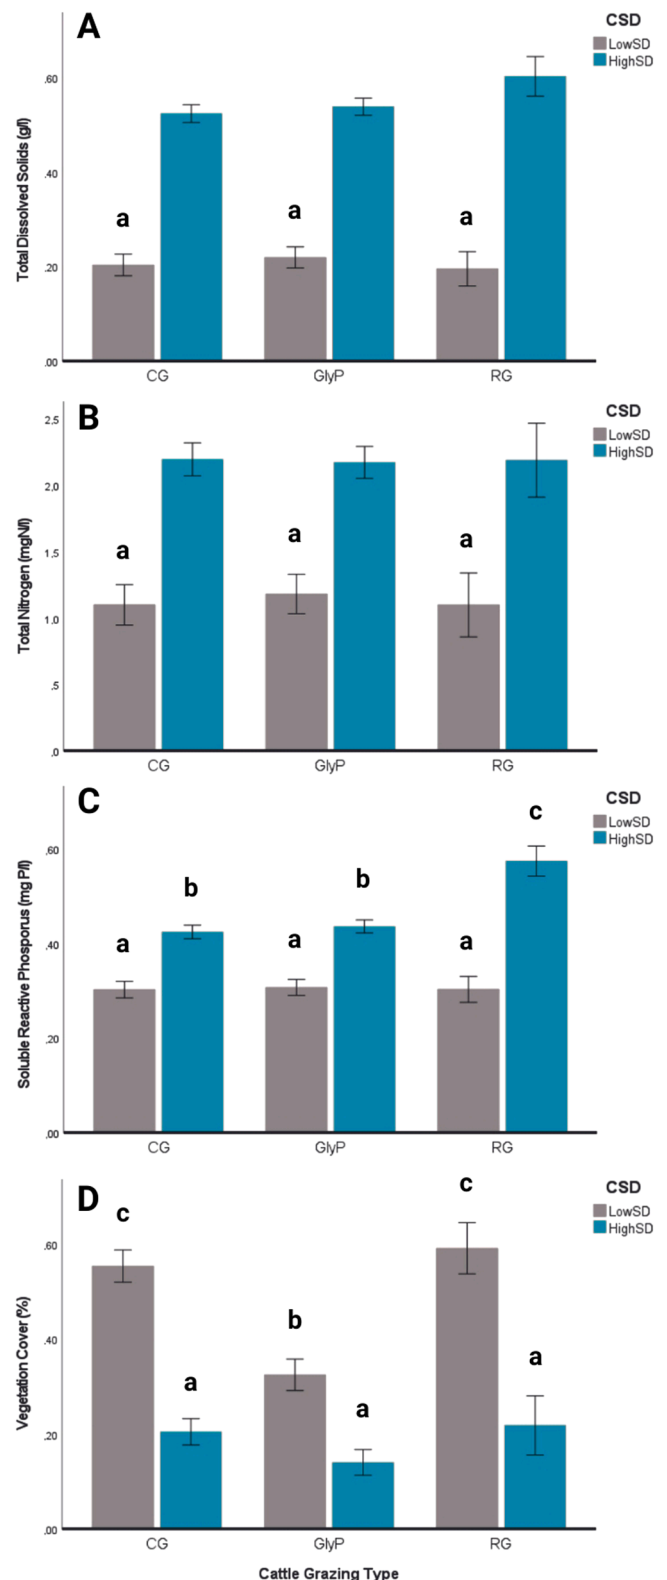 A
CSD
LowSD
HighSD
Total Dissolved Solids (g/l)
,60
,40
,20
,00
a
a
a
CG
GlyP
RG
B
CSD
LowSD
HighSD
Total Nitrogen (mgN/l)
2,5
2,0
1,5
1,0
,5
,0
a
a
a
CG
GlyP
RG
C
CSD
LowSD
HighSD
Soluble Reactive Phosporus (mg P/l)
,60
,40
,20
,00
a
b
a
b
a
c
CG
GlyP
RG
D
CSD
LowSD
HighSD
Vegetation Cover (%)
,60
,40
,20
,00
c
a
b
a
c
a
CG
GlyP
RG
Cattle Grazing Type